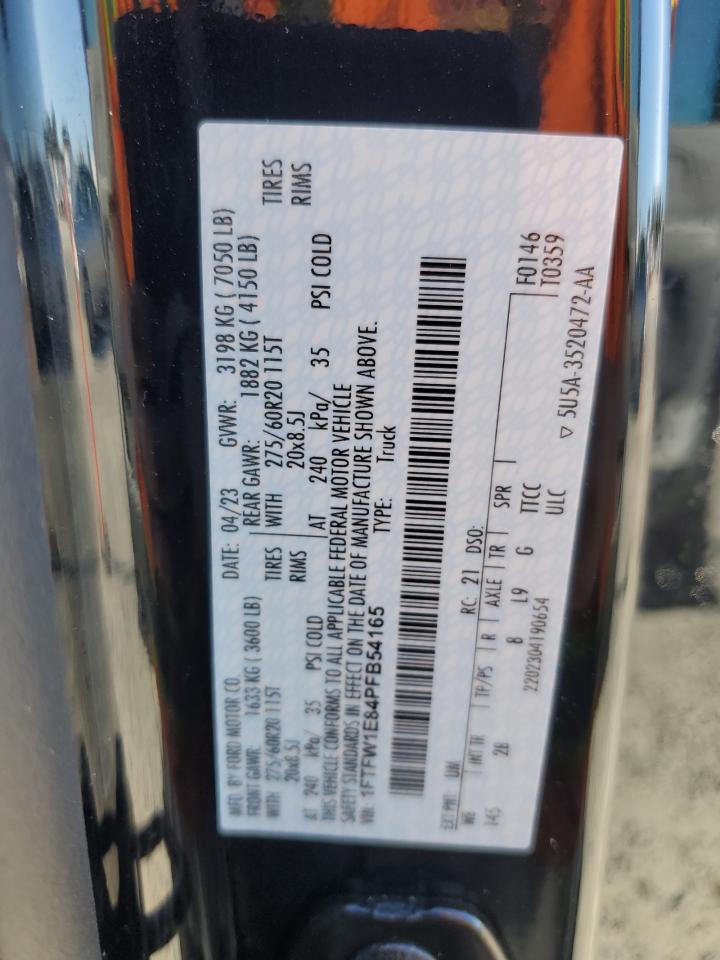 MFD. BY FORD MOTOR CO. DATE: 04/23 GVWR: 3198 KG ( 7050 LB)
FRONT GAWR: 1633 KG ( 3600 LB) REAR GAWR: 1882 KG ( 4150 LB)
WITH 275/60R20 115T TIRES WITH 275/60R20 115T TIRES
20x8.5J RIMS 20x8.5J RIMS
AT 240 kPa/ 35 PSI COLD AT 240 kPa/ 35 PSI COLD
THIS VEHICLE CONFORMS TO ALL APPLICABLE FEDERAL MOTOR VEHICLE
SAFETY STANDARDS IN EFFECT ON THE DATE OF MANUFACTURE SHOWN ABOVE.
VIN: 1FTFW1E84PFB54165 TYPE: Truck
EXT PNT: UM RC: 21 DSO: F0146
WB INT TR TP/PS R AXLE TR SPR T0359
145 28 B L9 G TTCC
2202304190654 ULC
▽ 5U5A-3520472-AA